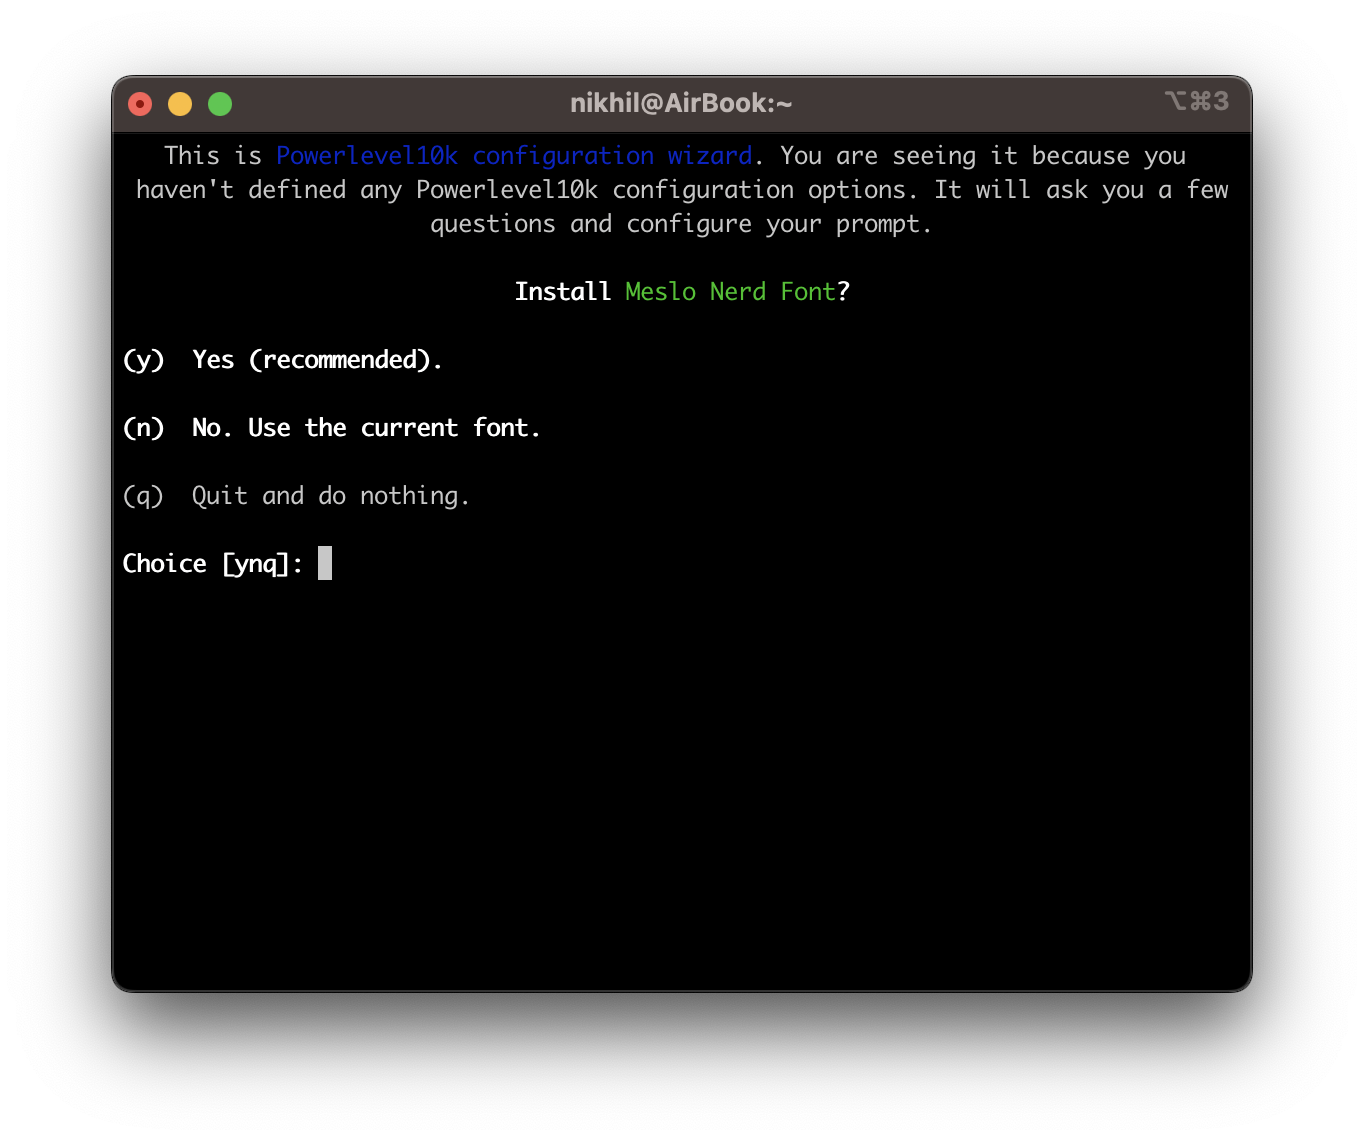 nikhil@AirBook:~
⌥⌘3
This is Powerlevel10k configuration wizard. You are seeing it because you
haven't defined any Powerlevel10k configuration options. It will ask you a few
questions and configure your prompt.
Install Meslo Nerd Font?
(y)  Yes (recommended).
(n)  No. Use the current font.
(q)  Quit and do nothing.
Choice [ynq]: